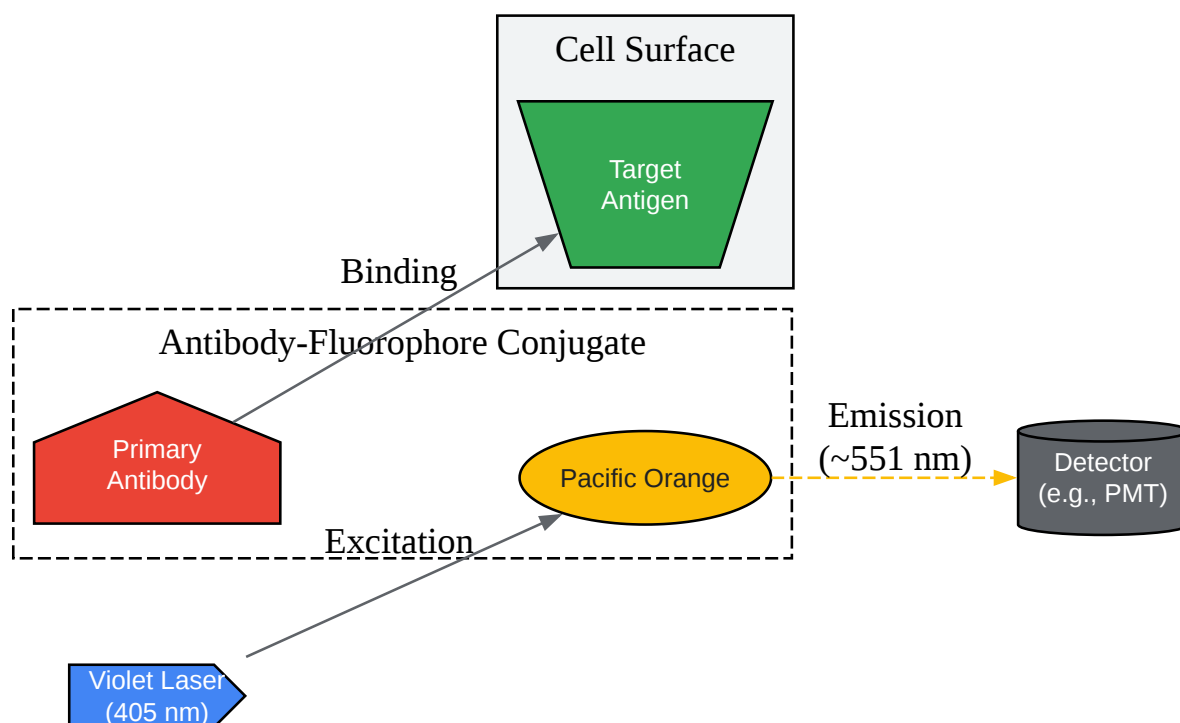 Cell Surface
Target
Antigen
Binding
Antibody-Fluorophore Conjugate
Primary
Antibody
Pacific Orange
Emission
(~551 nm)
Detector
(e.g., PMT)
Excitation
Violet Laser
(405 nm)